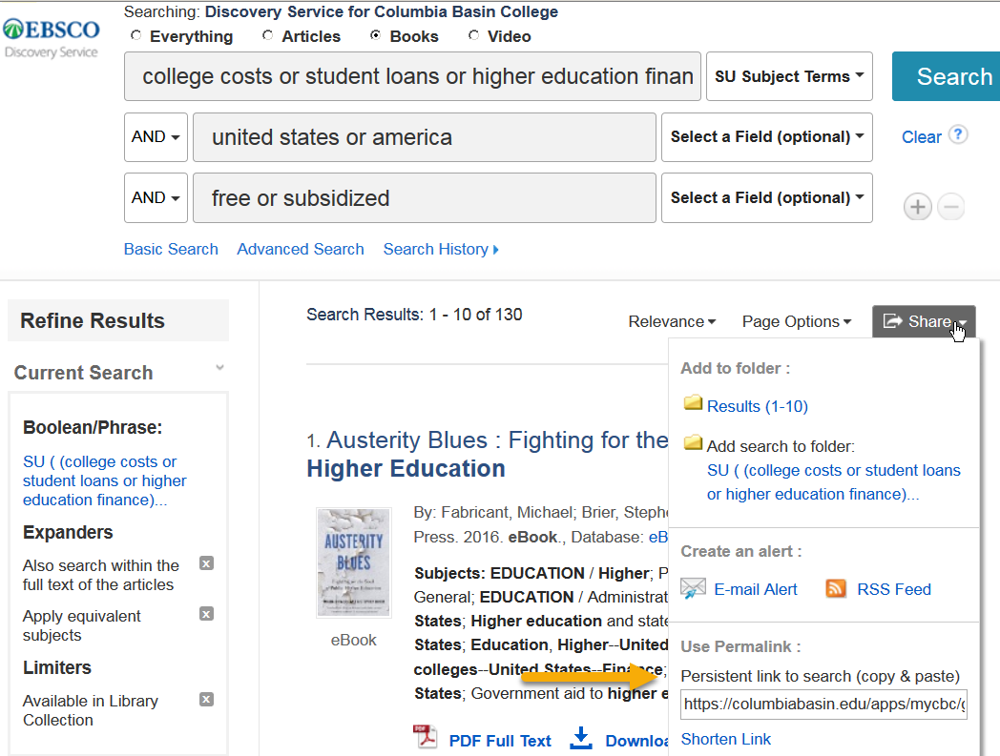 Searching: Discovery Service for Columbia Basin College
EBSCO
Discovery Service
Everything Articles Books Video
college costs or student loans or higher education finan
SU Subject Terms
Search
AND
united states or america
Select a Field (optional)
Clear ?
AND
free or subsidized
Select a Field (optional)
Basic Search Advanced Search Search History
Refine Results
Current Search
Boolean/Phrase:
SU ( (college costs or
student loans or higher
education finance)...
Expanders
Also search within the
full text of the articles
Apply equivalent
subjects
Limiters
Available in Library
Collection
Search Results: 1 - 10 of 130
Relevance Page Options Share
1. Austerity Blues : Fighting for the
Higher Education
AUSTERITY
BLUES
eBook
By: Fabricant, Michael; Brier, Steph
Press. 2016. eBook., Database: eB
Subjects: EDUCATION / Higher; P
General; EDUCATION / Administrat
States; Higher education and state
States; Education, Higher--United
colleges--United States--Finance;
States; Government aid to higher e
PDF Full Text Downloa
Add to folder :
Results (1-10)
Add search to folder:
SU ( (college costs or student loans
or higher education finance)...
Create an alert :
E-mail Alert RSS Feed
Use Permalink :
Persistent link to search (copy & paste)
https://columbiabasin.edu/apps/mycbc/g
Shorten Link